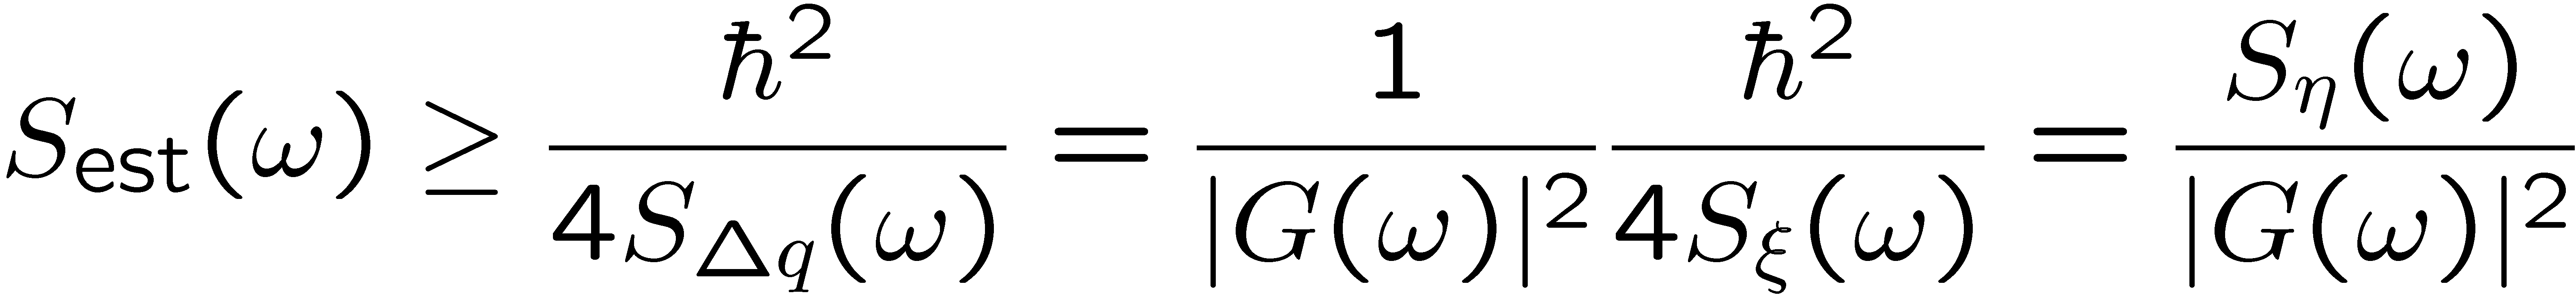 S_est(ω) ≥ ħ² / 4S_Δq(ω) = 1 / |G(ω)|² ħ² / 4S_ξ(ω) = S_η(ω) / |G(ω)|²